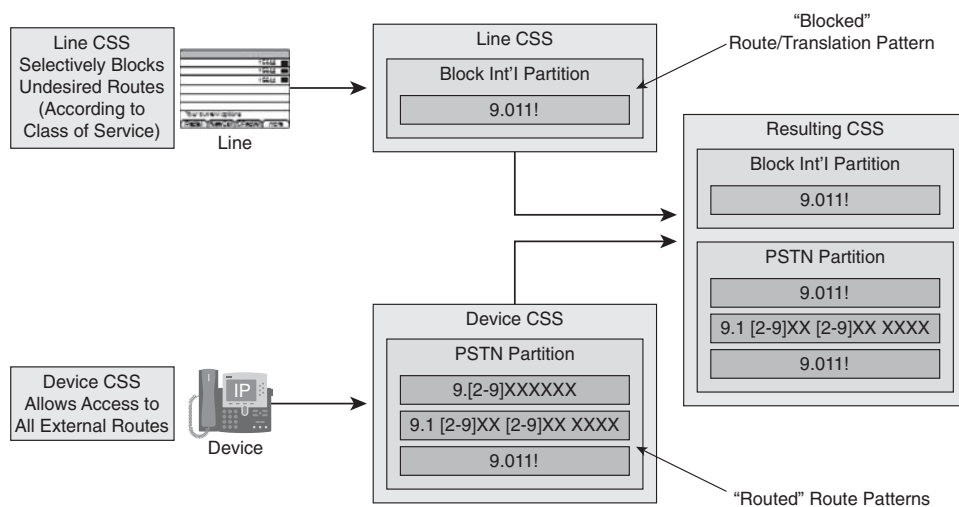 Line CSS
Selectively Blocks
Undesired Routes
(According to
Class of Service)
Line
Line CSS
Block Int'l Partition
9.011!
"Blocked"
Route/Translation Pattern
Resulting CSS
Block Int'l Partition
9.011!
PSTN Partition
9.011!
9.1 [2-9]XX [2-9]XX XXXX
9.011!
Device CSS
Allows Access to
All External Routes
IP
Device
Device CSS
PSTN Partition
9.[2-9]XXXXXX
9.1 [2-9]XX [2-9]XX XXXX
9.011!
"Routed" Route Patterns